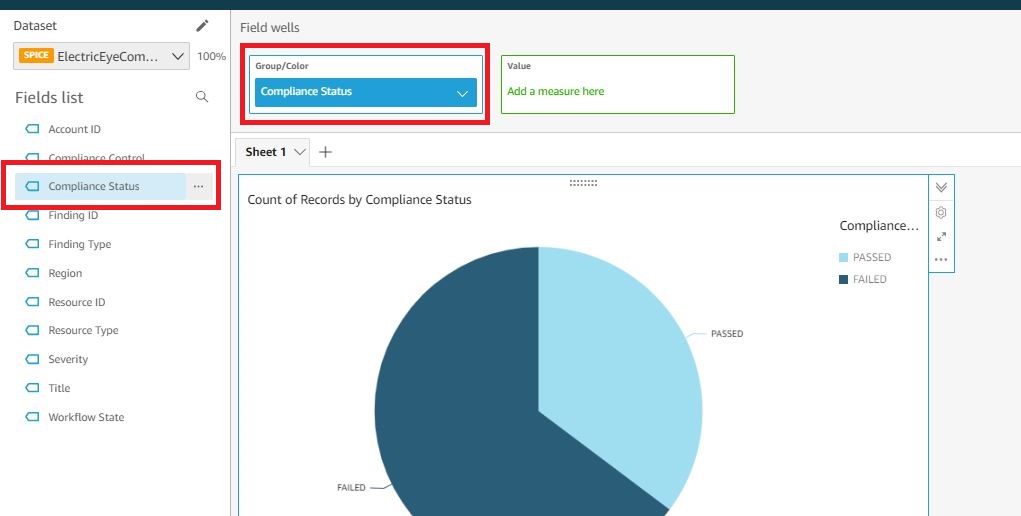 Dataset
SPICE ElectricEyeCom... 100%
Fields list
Account ID
Compliance Control
Compliance Status
Finding ID
Finding Type
Region
Resource ID
Resource Type
Severity
Title
Workflow State
Field wells
Group/Color
Compliance Status
Value
Add a measure here
Sheet 1
Count of Records by Compliance Status
Compliance...
PASSED
FAILED
PASSED
FAILED